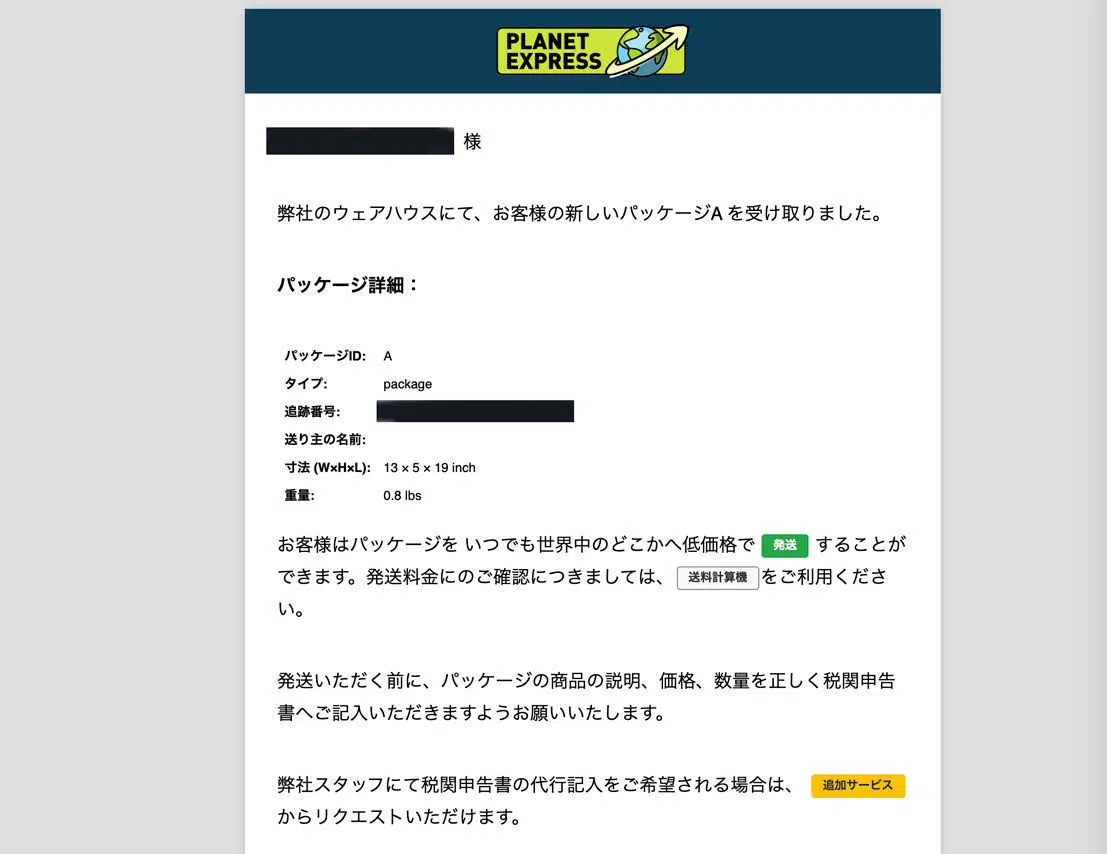 PLANET
EXPRESS
様
弊社のウェアハウスにて、お客様の新しいパッケージA を受け取りました。
パッケージ詳細：
パッケージID: A
タイプ: package
追跡番号:
送り主の名前:
寸法 (W×H×L): 13 × 5 × 19 inch
重量: 0.8 lbs
お客様はパッケージを いつでも世界中のどこかへ低価格で 発送 することが
できます。発送料金にのご確認につきましては、 送料計算機 をご利用くださ
い。
発送いただく前に、パッケージの商品の説明、価格、数量を正しく税関申告
書へご記入いただきますようお願いいたします。
弊社スタッフにて税関申告書の代行記入をご希望される場合は、 追加サービス
からリクエストいただけます。